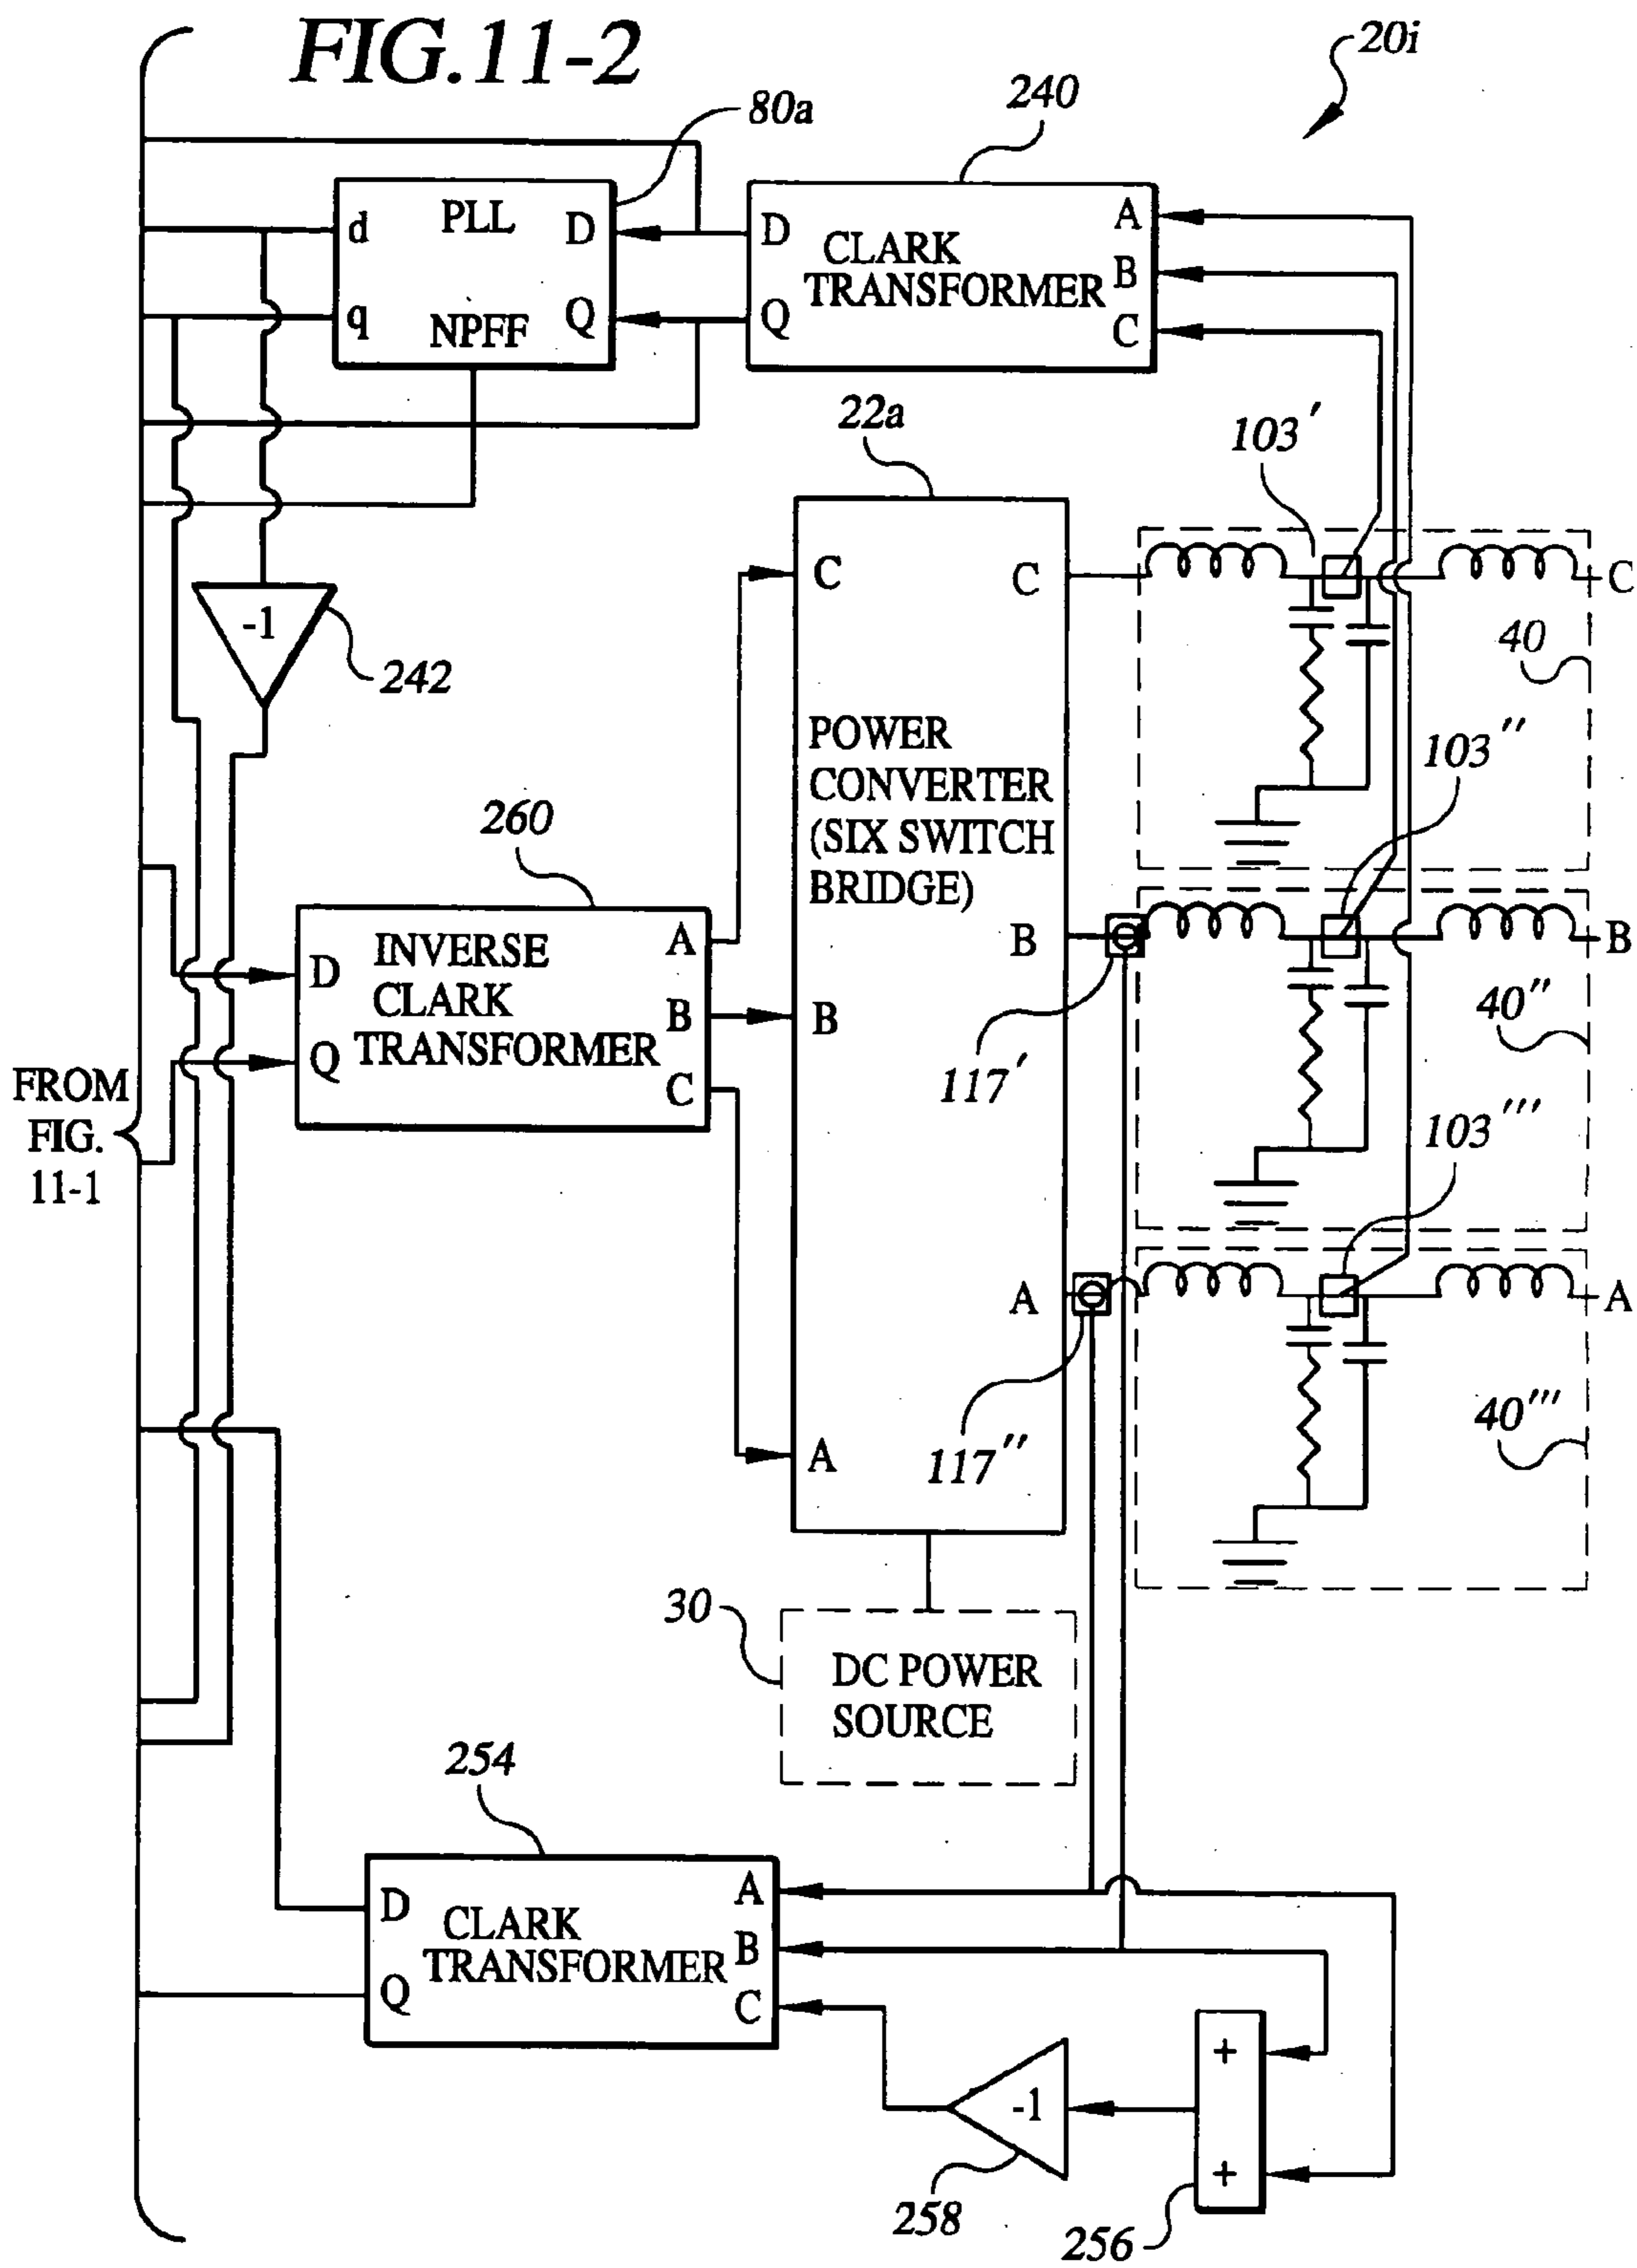 FIG.11-2
20i
240
80a
d PLL D
q NPFF Q
D CLARK TRANSFORMER A
B
Q C
22a
103'
C POWER CONVERTER (SIX SWITCH BRIDGE) C
C
40
-1
242
103''
260
INVERSE CLARK TRANSFORMER
D
Q
A
B
C
B
B
B
40''
117'
FROM
FIG.
11-1
103'''
A
A
A
40'''
117''
30
DC POWER
SOURCE
254
D
Q
CLARK
TRANSFORMER
A
B
C
+
-1
+
258
256